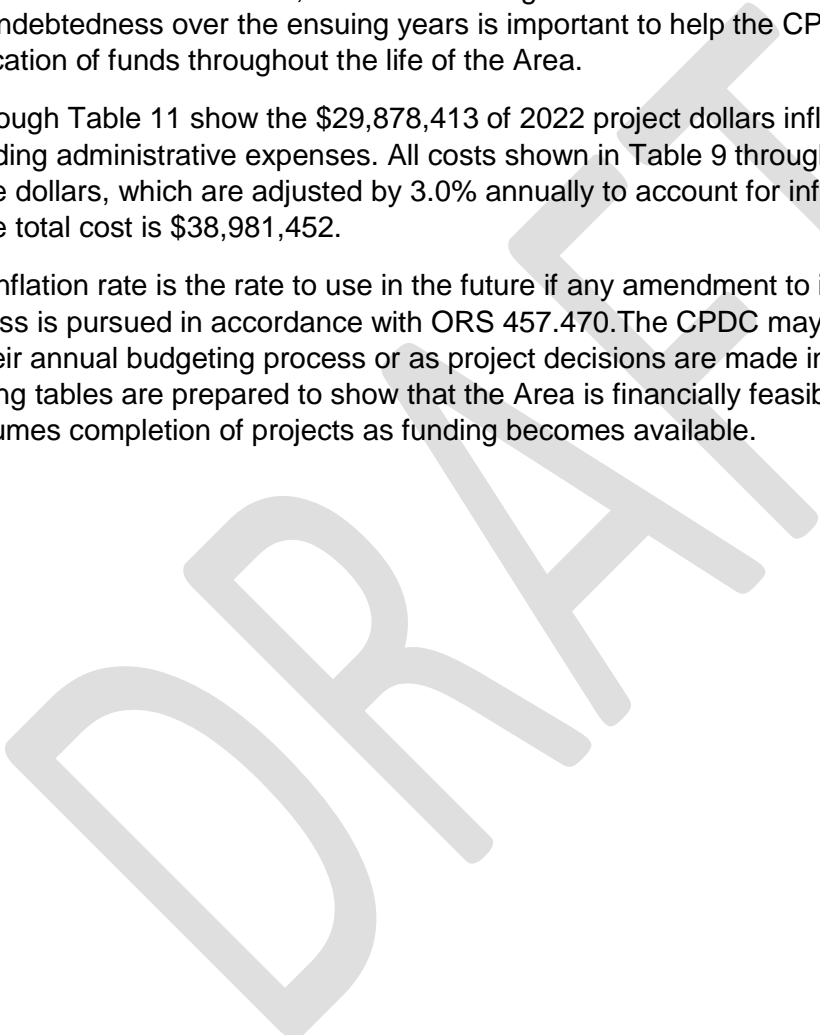 ndebtedness over the ensuing years is important to help the CP
cation of funds throughout the life of the Area.
ough Table 11 show the $29,878,413 of 2022 project dollars infl
ding administrative expenses. All costs shown in Table 9 through
e dollars, which are adjusted by 3.0% annually to account for inf
e total cost is $38,981,452.
nflation rate is the rate to use in the future if any amendment to i
ss is pursued in accordance with ORS 457.470.The CPDC may
eir annual budgeting process or as project decisions are made in
ng tables are prepared to show that the Area is financially feasib
umes completion of projects as funding becomes available.
DRAFT